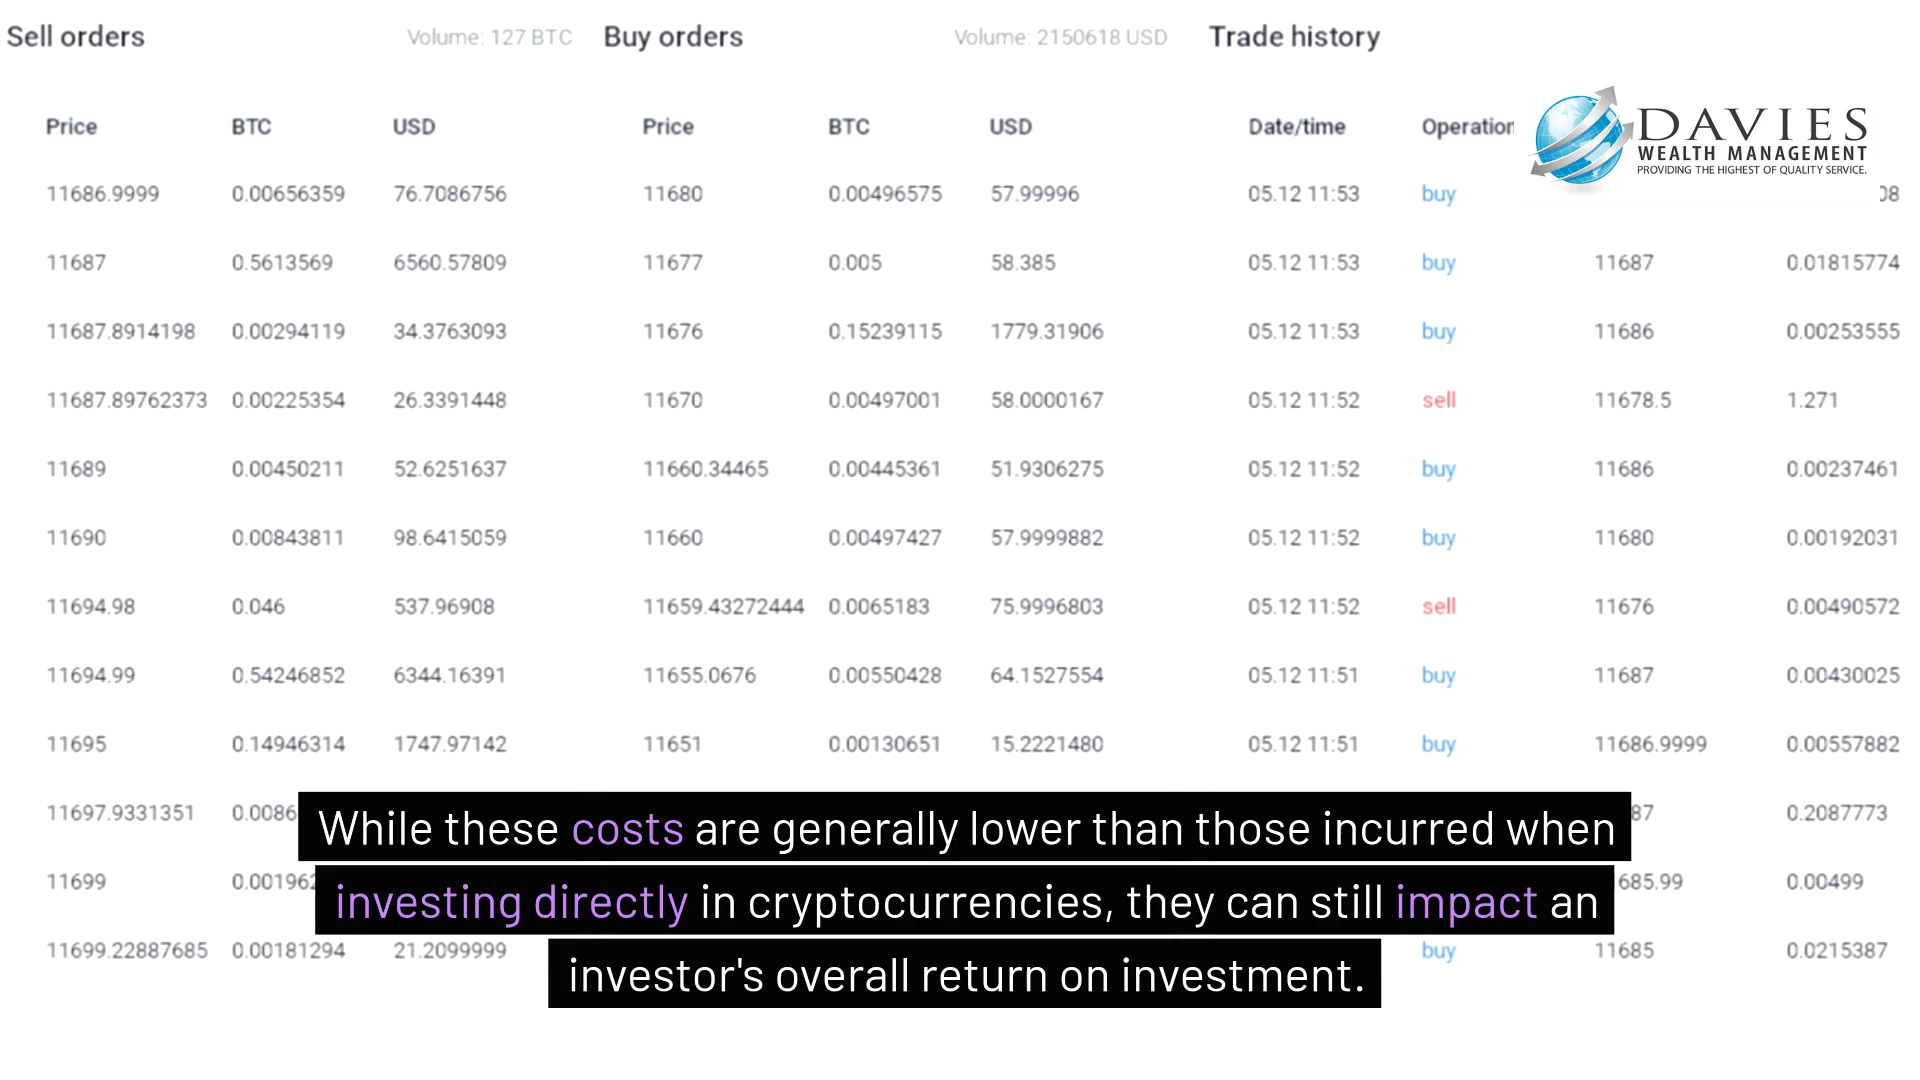 Sell orders Volume: 127 BTC Buy orders Volume: 2150618 USD Trade history
Price BTC USD Price BTC USD Date/time Operation
DAVIES
WEALTH MANAGEMENT
PROVIDING THE HIGHEST OF QUALITY SERVICE.
11686.9999 0.00656359 76.7086756 11680 0.00496575 57.99996 05.12 11:53 buy 08
11687 0.5613569 6560.57809 11677 0.005 58.385 05.12 11:53 buy 11687 0.01815774
11687.8914198 0.00294119 34.3763093 11676 0.15239115 1779.31906 05.12 11:53 buy 11686 0.00253555
11687.89762373 0.00225354 26.3391448 11670 0.00497001 58.0000167 05.12 11:52 sell 11678.5 1.271
11689 0.00450211 52.6251637 11660.34465 0.00445361 51.9306275 05.12 11:52 buy 11686 0.00237461
11690 0.00843811 98.6415059 11660 0.00497427 57.9999882 05.12 11:52 buy 11680 0.00192031
11694.98 0.046 537.96908 11659.43272444 0.0065183 75.9996803 05.12 11:52 sell 11676 0.00490572
11694.99 0.54246852 6344.16391 11655.0676 0.00550428 64.1527554 05.12 11:51 buy 11687 0.00430025
11695 0.14946314 1747.97142 11651 0.00130651 15.2221480 05.12 11:51 buy 11686.9999 0.00557882
11697.9331351 0.0086 87 0.2087773
11699 0.00196 685.99 0.00499
11699.22887685 0.00181294 21.2099999 buy 11685 0.0215387
While these costs are generally lower than those incurred when
investing directly in cryptocurrencies, they can still impact an
investor's overall return on investment.